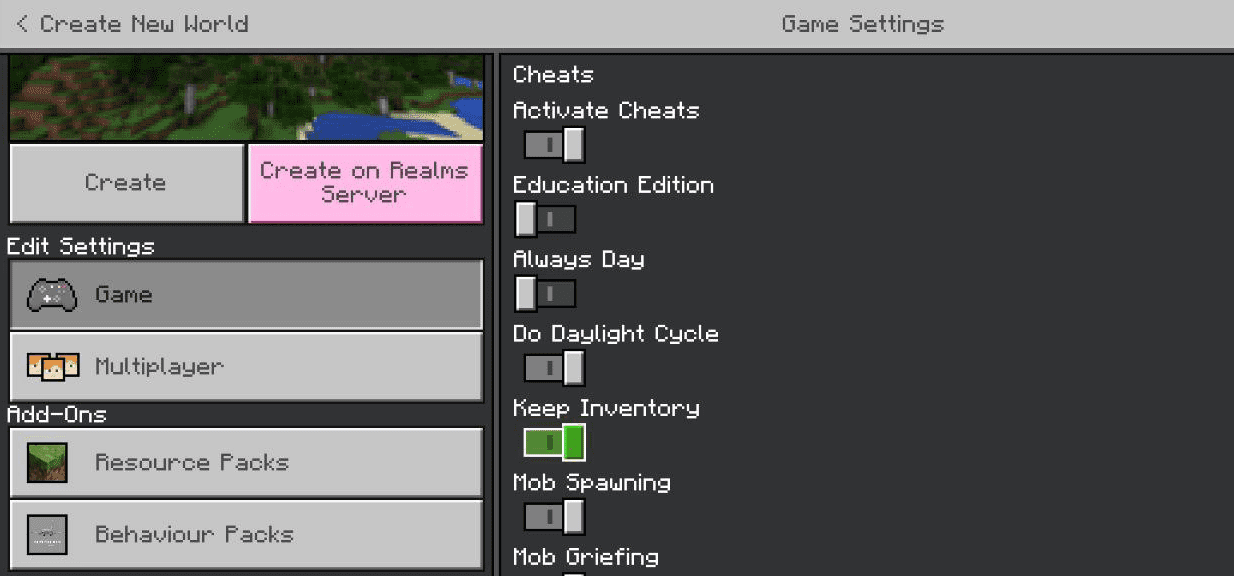 < Create New World
Game Settings
Create
Create on Realms
Server
Edit Settings
Game
Multiplayer
Add-Ons
Resource Packs
Behaviour Packs
Cheats
Activate Cheats
Education Edition
Always Day
Do Daylight Cycle
Keep Inventory
Mob Spawning
Mob Griefing